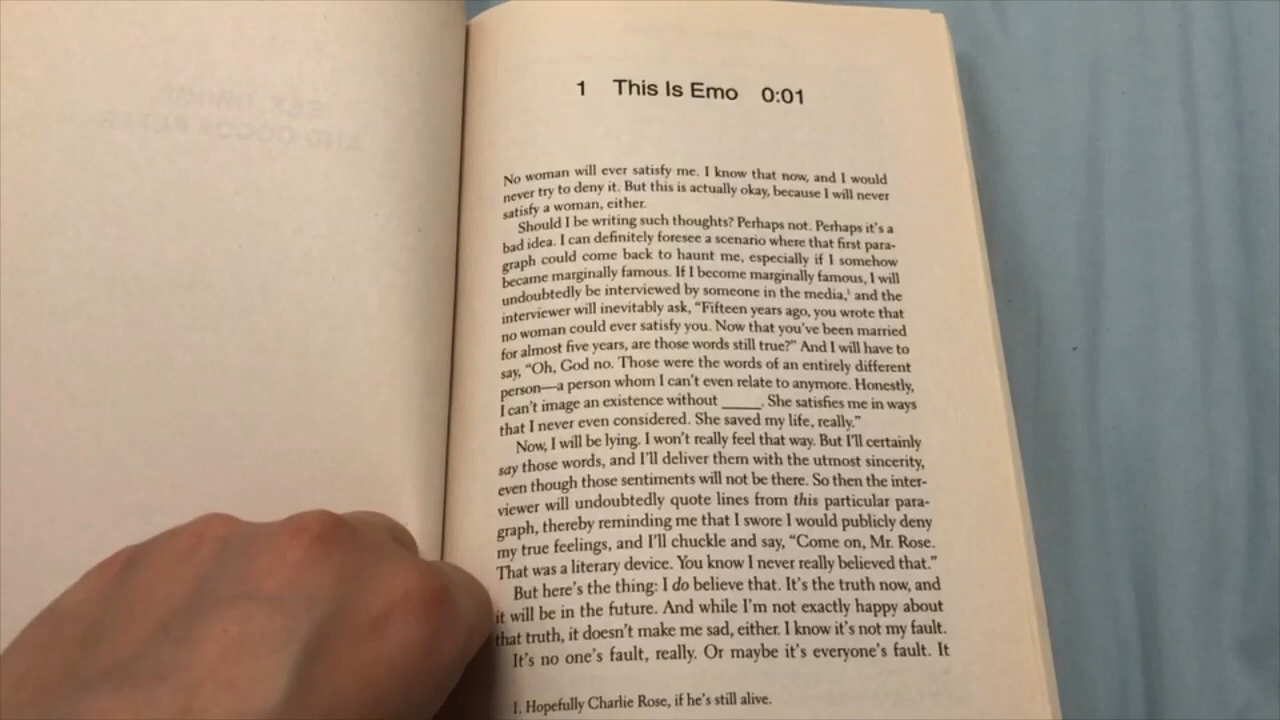 1 This Is Emo 0:01
No woman will ever satisfy me. I know that now, and I would
never try to deny it. But this is actually okay, because I will never
satisfy a woman, either.
Should I be writing such thoughts? Perhaps not. Perhaps it's a
bad idea. I can definitely foresee a scenario where that first para-
graph could come back to haunt me, especially if I somehow
became marginally famous. If I become marginally famous, I will
undoubtedly be interviewed by someone in the media,¹ and the
interviewer will inevitably ask, "Fifteen years ago, you wrote that
no woman could ever satisfy you. Now that you've been married
for almost five years, are those words still true?" And I will have to
say, "Oh, God no. Those were the words of an entirely different
person—a person whom I can't even relate to anymore. Honestly,
I can't image an existence without _____. She satisfies me in ways
that I never even considered. She saved my life, really."
Now, I will be lying. I won't really feel that way. But I'll certainly
say those words, and I'll deliver them with the utmost sincerity,
even though those sentiments will not be there. So then the inter-
viewer will undoubtedly quote lines from this particular para-
graph, thereby reminding me that I swore I would publicly deny
my true feelings, and I'll chuckle and say, "Come on, Mr. Rose.
That was a literary device. You know I never really believed that."
But here's the thing: I do believe that. It's the truth now, and
it will be in the future. And while I'm not exactly happy about
that truth, it doesn't make me sad, either. I know it's not my fault.
It's no one's fault, really. Or maybe it's everyone's fault. It
1. Hopefully Charlie Rose, if he's still alive.